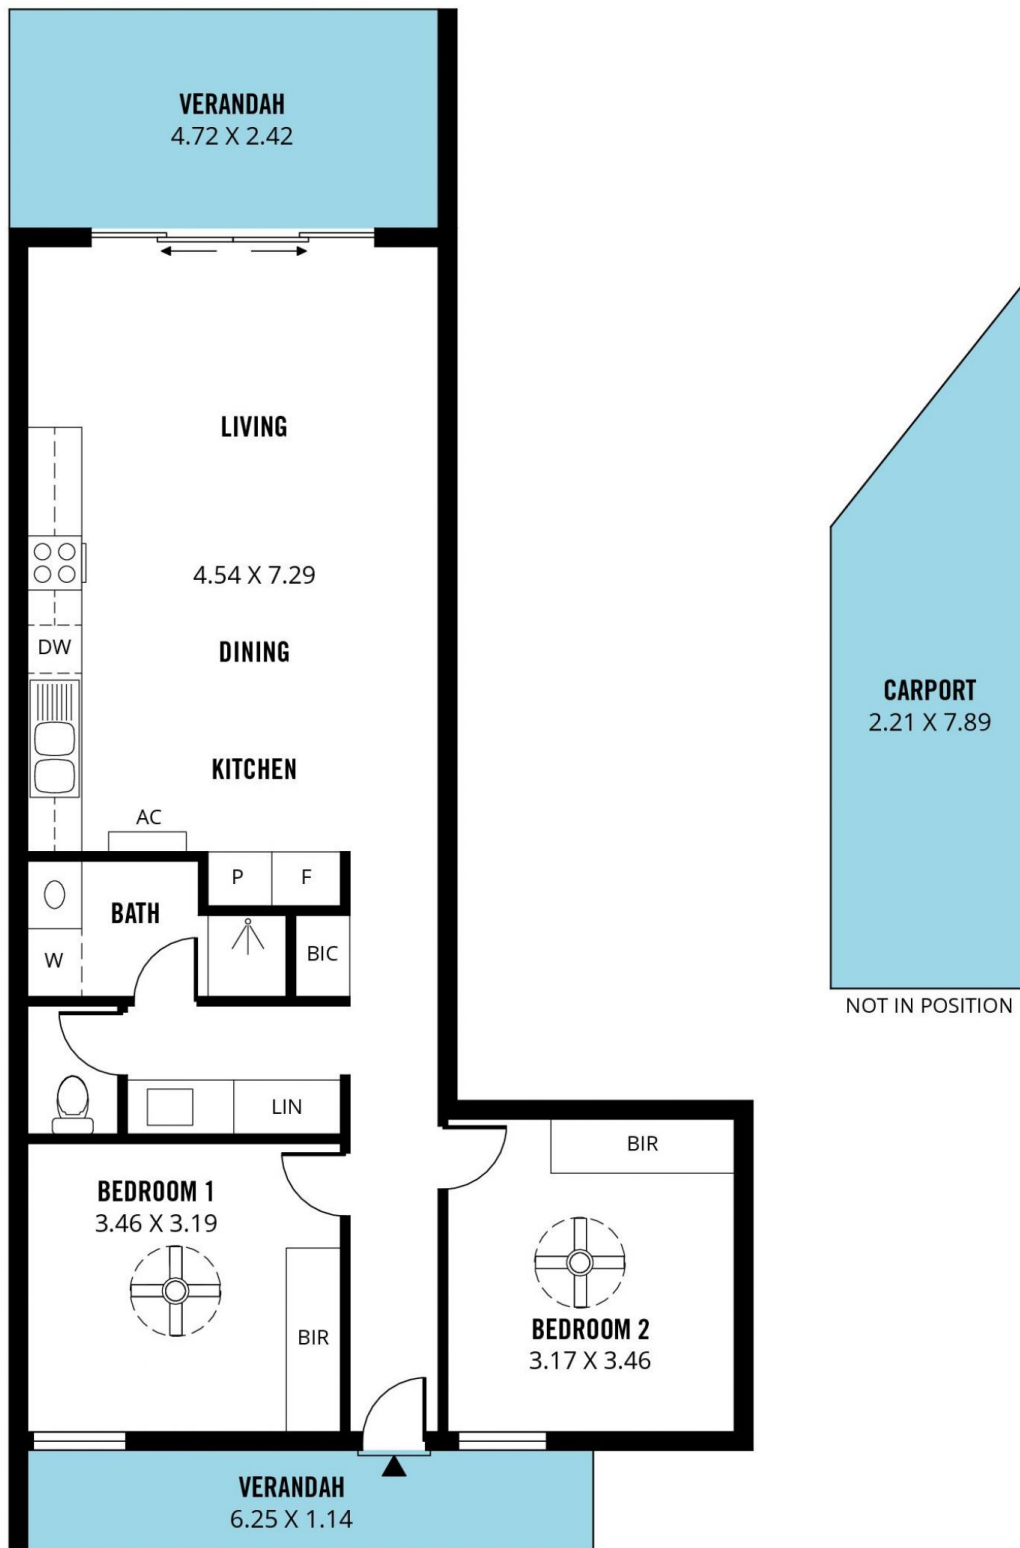 VERANDAH
4.72 X 2.42
LIVING
4.54 X 7.29
DW
DINING
KITCHEN
AC
P
F
BATH
W
BIC
LIN
BEDROOM 1
3.46 X 3.19
BIR
BIR
BEDROOM 2
3.17 X 3.46
VERANDAH
6.25 X 1.14
CARPORT
2.21 X 7.89
NOT IN POSITION